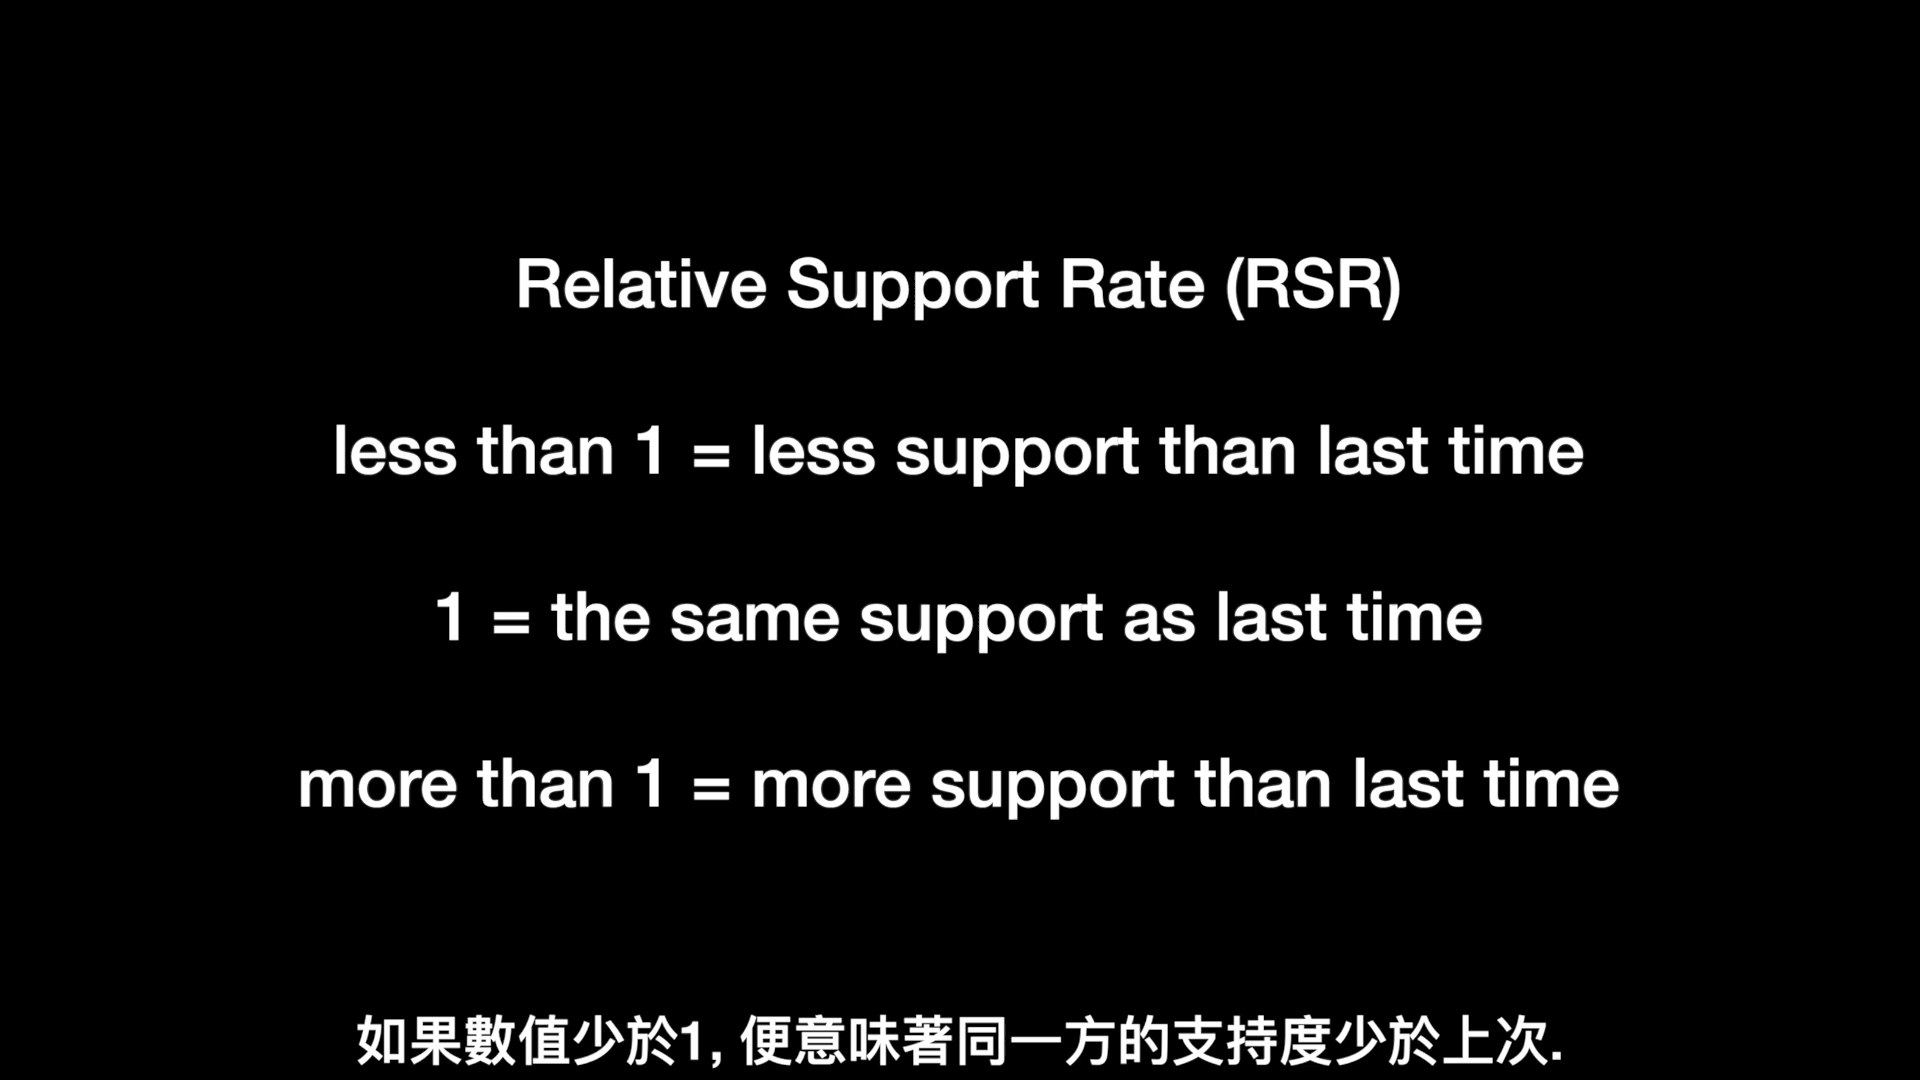 Relative Support Rate (RSR)
less than 1 = less support than last time
1 = the same support as last time
more than 1 = more support than last time
如果數值少於1, 便意味著同一方的支持度少於上次.